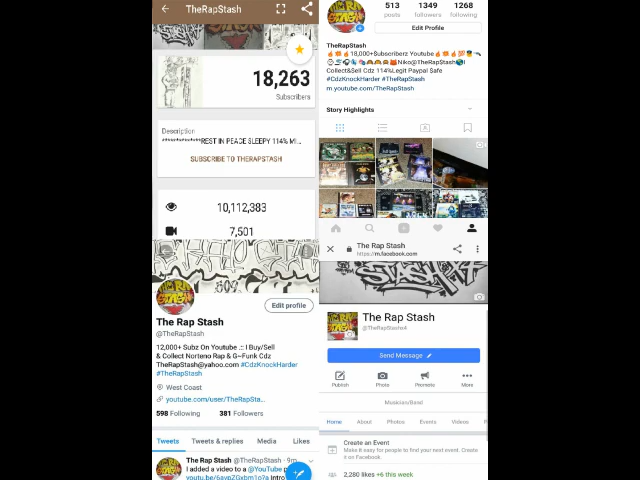 TheRapStash
18,263
Subscribers
Description
REST IN PEACE SLEEPY 114% MI...
SUBSCRIBE TO THERAPSTASH
10,112,383
7,501
Edit profile
The Rap Stash
@TheRapStash
12,000+ Subz On Youtube .:: I Buy/Sell
& Collect Norteno Rap & G~Funk Cdz
TheRapStash@yahoo.com #CdzKnockHarder
#TheRapStash
West Coast
youtube.com/user/TheRapSta...
598 Following 381 Followers
Tweets Tweets & replies Media Likes
The Rap Stash @TheRapStash · 9m
I added a video to a @YouTube
513 1349 1268
posts followers following
Edit Profile
TheRapStash
18,000+Subscriberz Youtube
Niko@TheRapStash
Collect&Sell Cdz 114%Legit Paypal Safe
#CdzKnockHarder #TheRapStash
m.youtube.com/TheRapStash
Story Highlights
The Rap Stash
https://m.facebook.com
The Rap Stash
Send Message
Publish Photo Promote More
Musician/Band
Home About Photos Events Videos
Create an Event
Make it easy for people to find your next event. Create
it on Facebook.
2,280 likes +6 this week